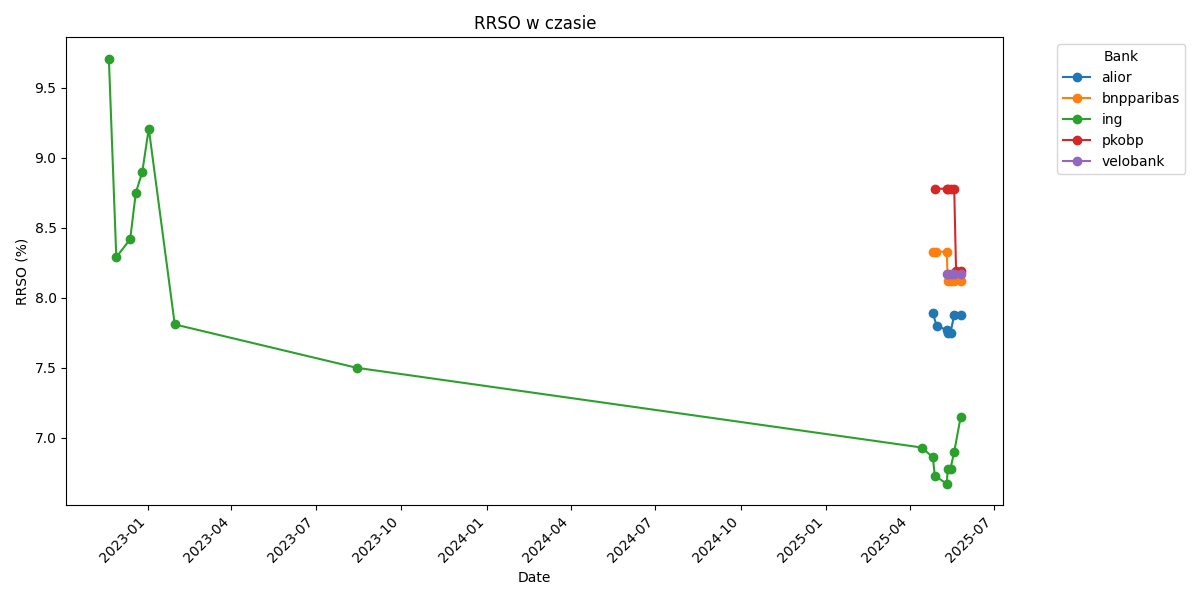 RRSO w czasie
RRSO (%)
9.5
9.0
8.5
8.0
7.5
7.0
2023-01
2023-04
2023-07
2023-10
2024-01
2024-04
2024-07
2024-10
2025-01
2025-04
2025-07
Date
Bank
alior
bnpparibas
ing
pkobp
velobank